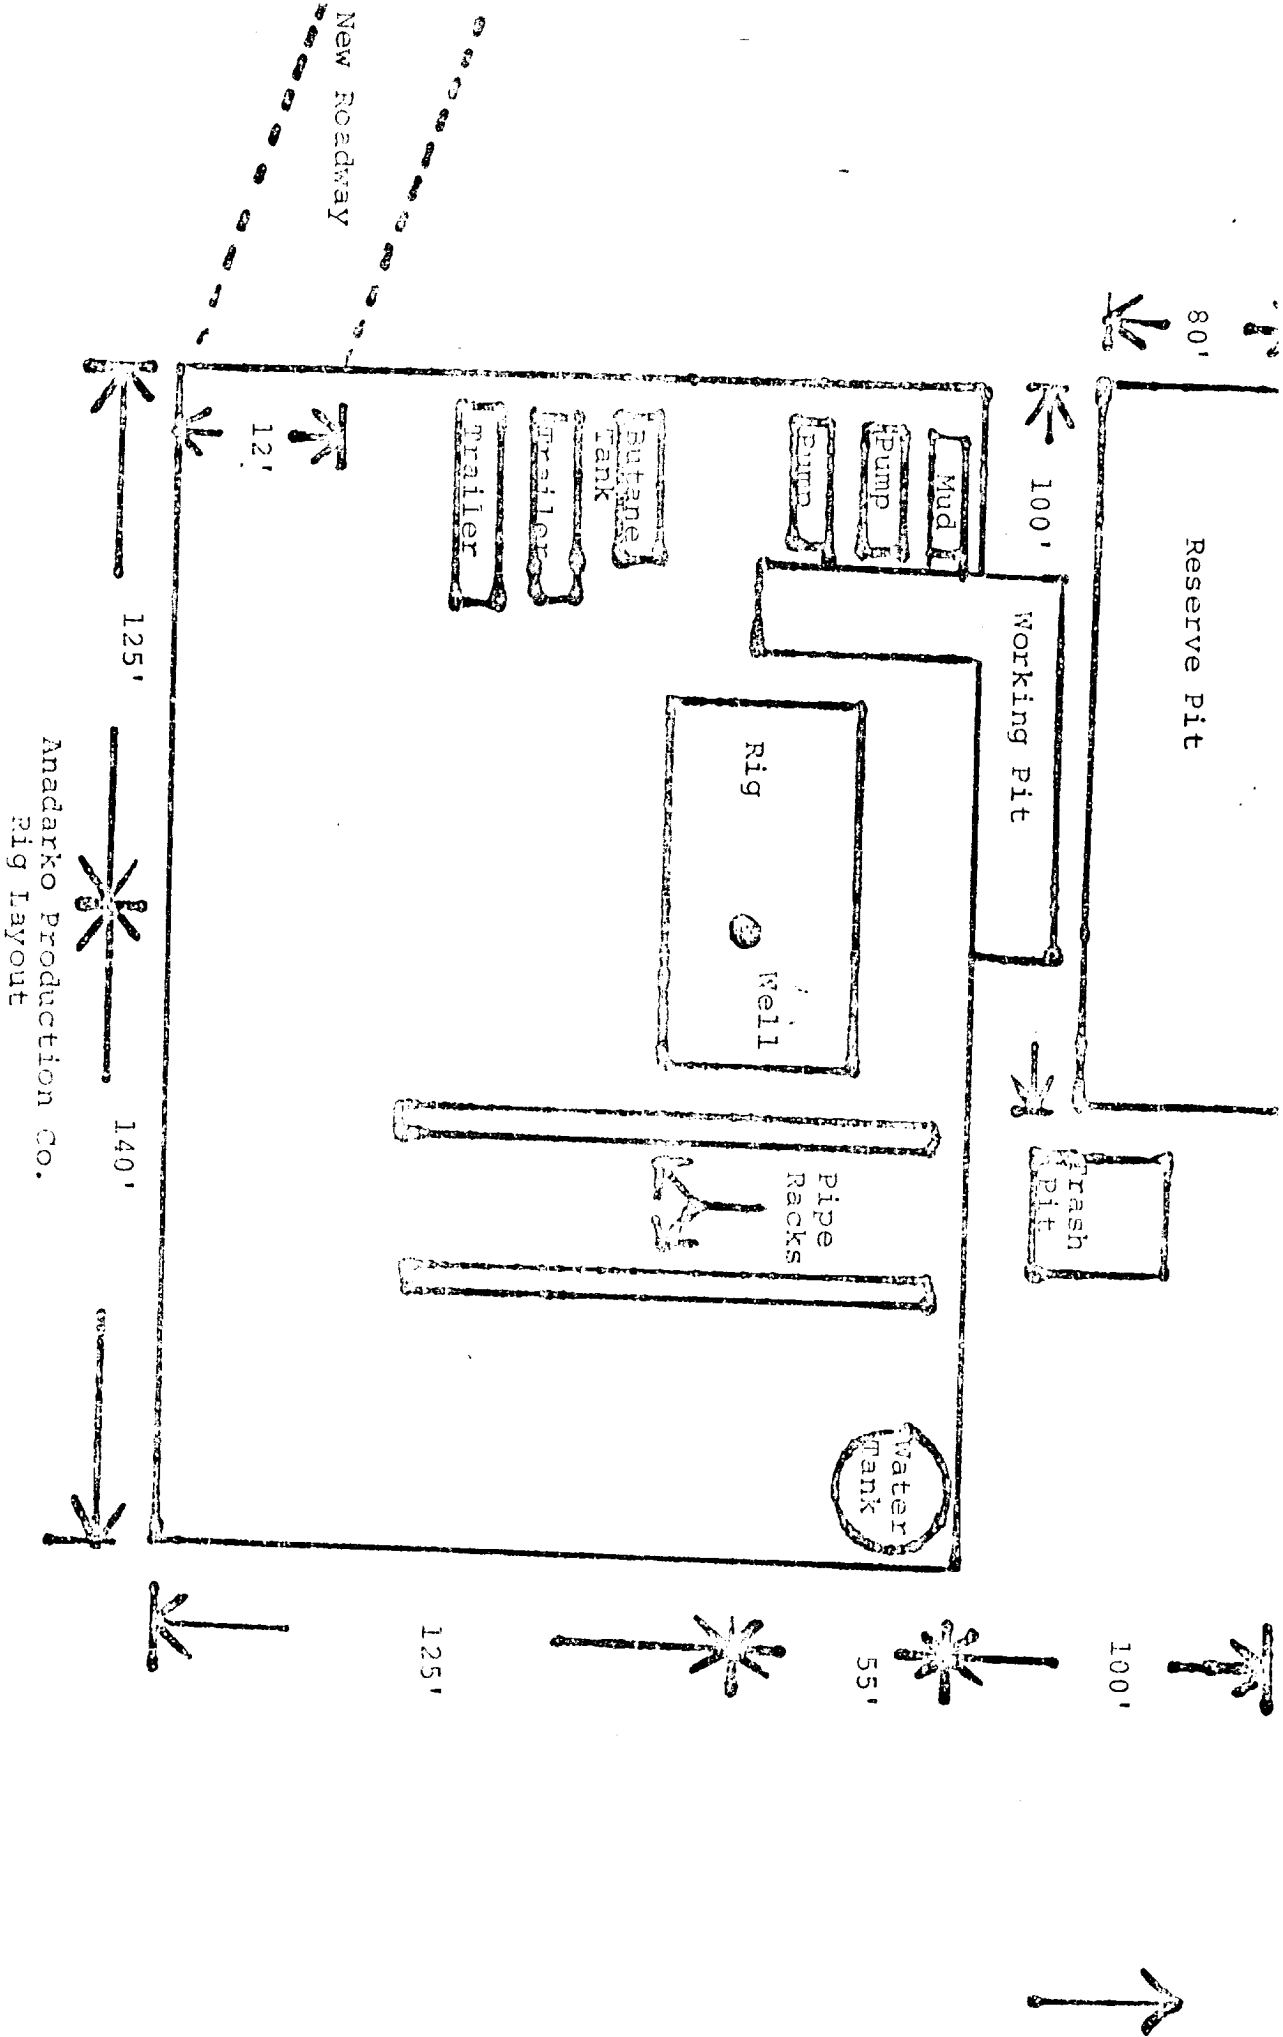 80'
Reserve Pit
100'
Working Pit
Mud
Pump
Pump
Butane
Tank
Trailer
Trailer
12'
New Roadway
Rig
Well
Trash
Pit
Pipe
Racks
Water
Tank
100'
55'
125'
125'
140'
Anadarko Production Co.
Rig Layout